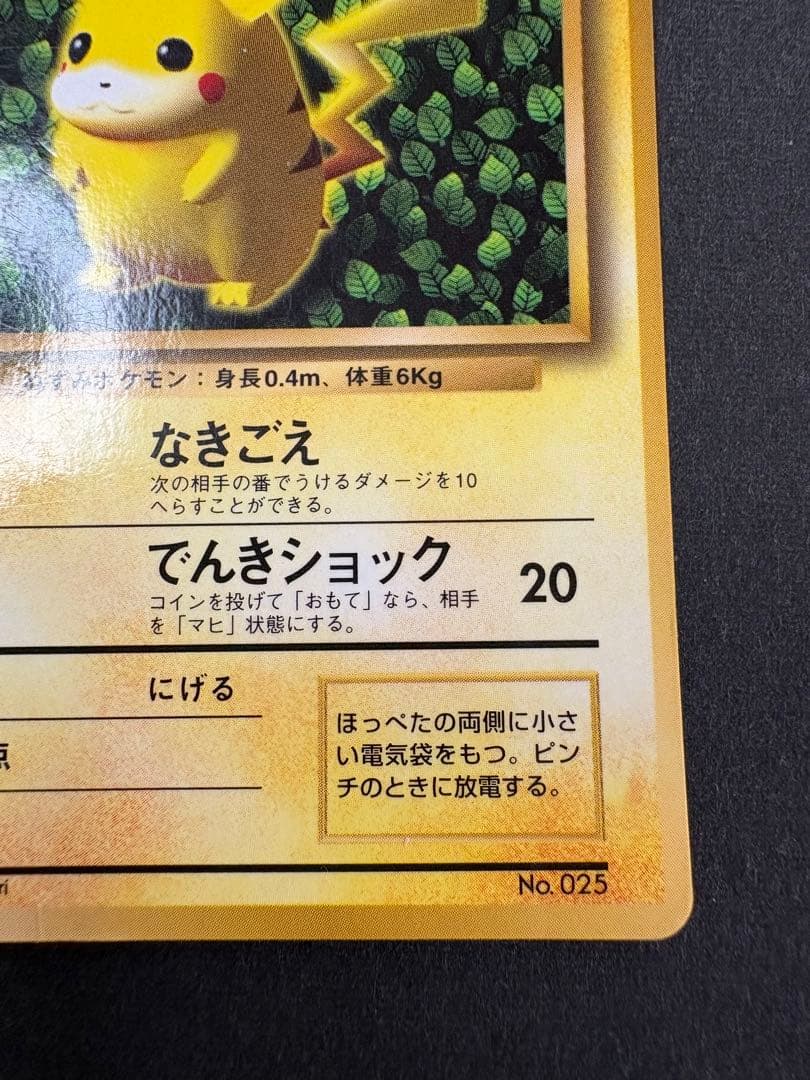 ねずみポケモン：身長0.4m、体重6Kg
なきごえ
次の相手の番でうけるダメージを10
へらすことができる。
でんきショック 20
コインを投げて「おもて」なら、相手
を「マヒ」状態にする。
にげる
点
ほっぺたの両側に小さ
い電気袋をもつ。ピン
チのときに放電する。
ri
No. 025